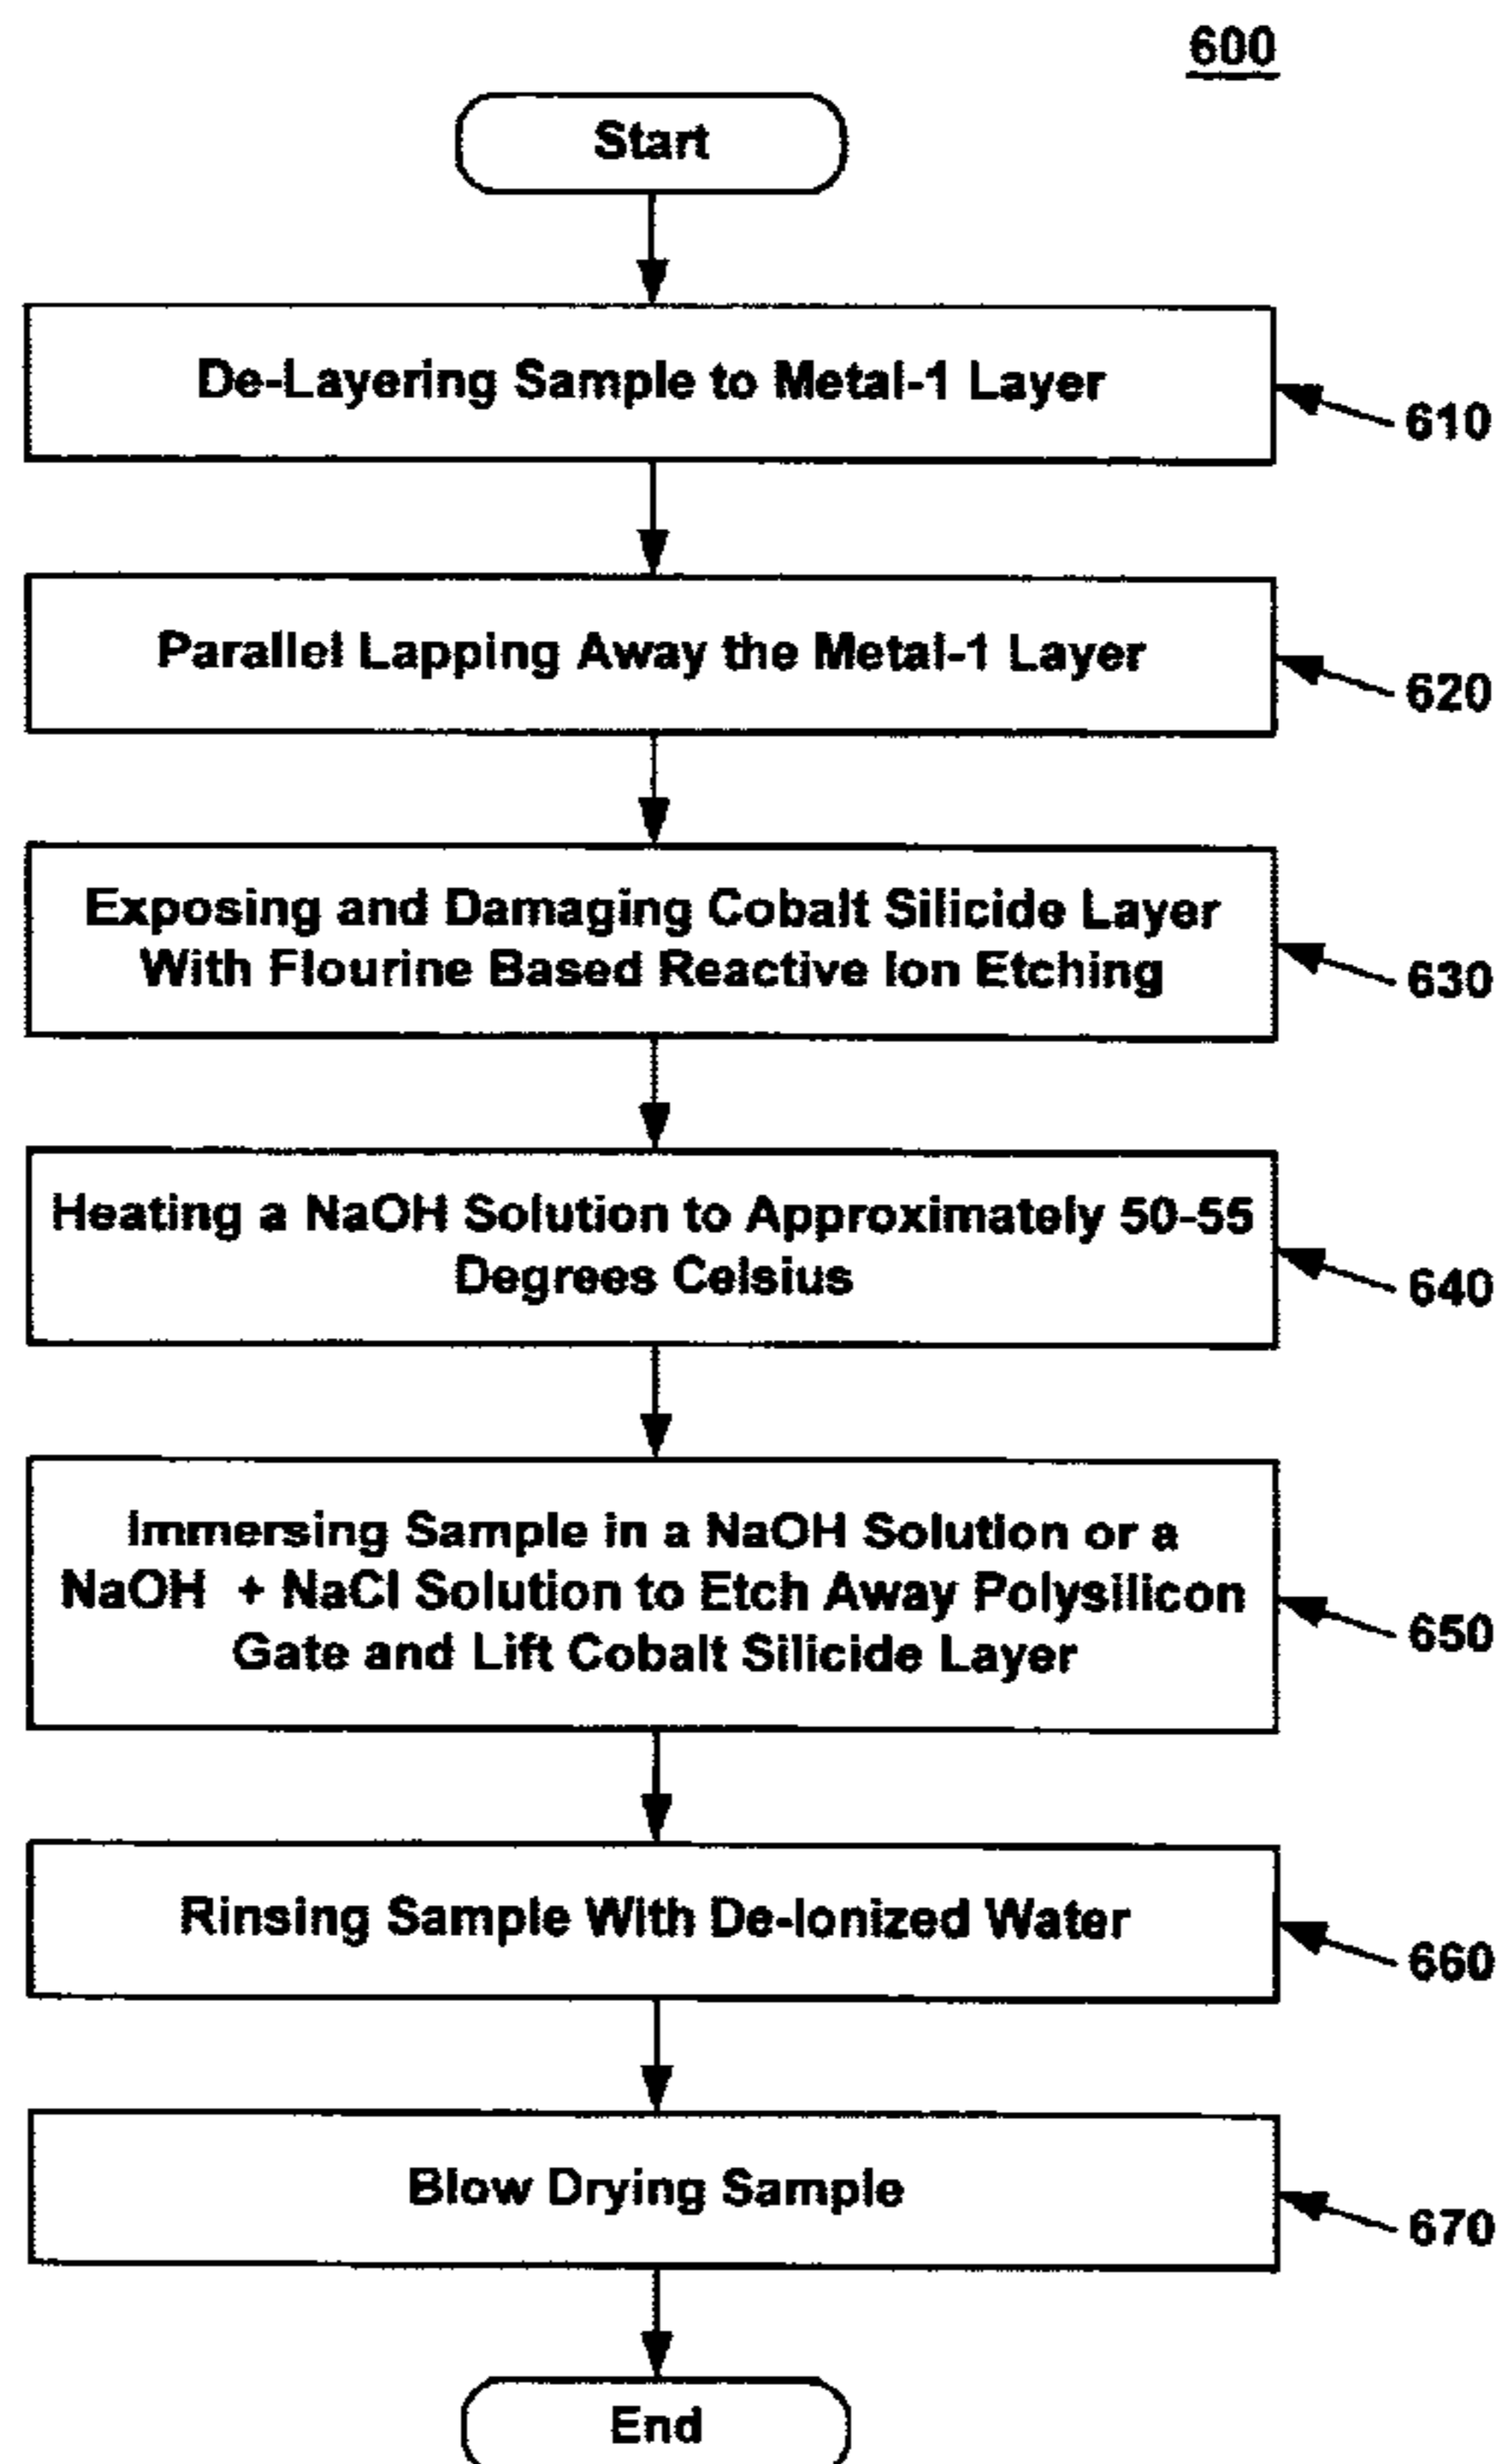 600
Start
De-Layering Sample to Metal-1 Layer
610
Parallel Lapping Away the Metal-1 Layer
620
Exposing and Damaging Cobalt Silicide Layer
With Flourine Based Reactive Ion Etching
630
Heating a NaOH Solution to Approximately 50-55
Degrees Celsius
640
Immersing Sample in a NaOH Solution or a
NaOH + NaCl Solution to Etch Away Polysilicon
Gate and Lift Cobalt Silicide Layer
650
Rinsing Sample With De-Ionized Water
660
Blow Drying Sample
670
End